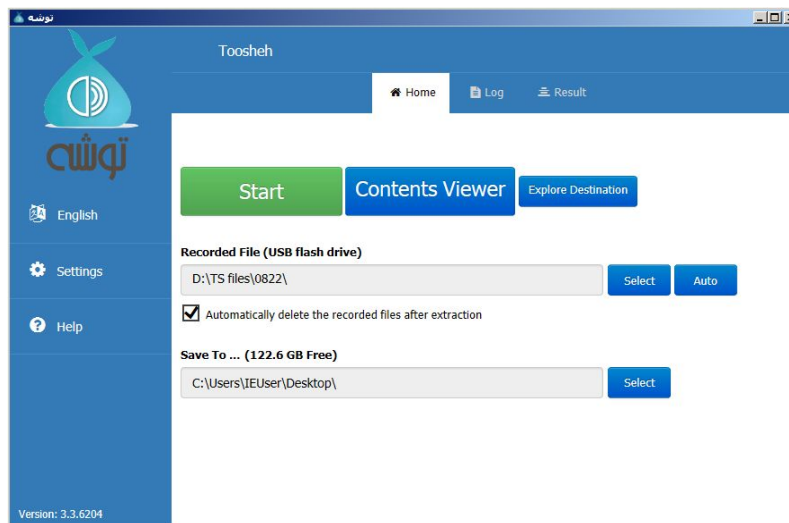 توشه
Toosheh
Home
Log
Result
توشه
English
Settings
Help
Start
Contents Viewer
Explore Destination
Recorded File (USB flash drive)
D:\TS files\0822\
Select
Auto
Automatically delete the recorded files after extraction
Save To ... (122.6 GB Free)
C:\Users\IEUser\Desktop\
Select
Version: 3.3.6204